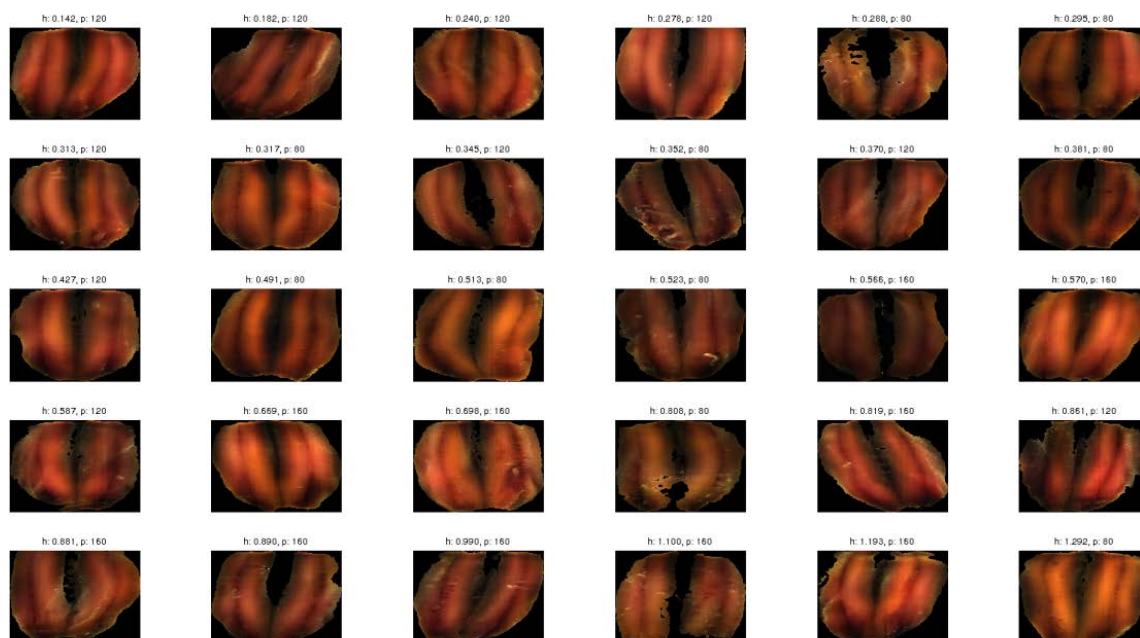 h: 0.142, p: 120 h: 0.182, p: 120 h: 0.240, p: 120 h: 0.278, p: 120 h: 0.288, p: 80 h: 0.295, p: 80
h: 0.313, p: 120 h: 0.317, p: 80 h: 0.345, p: 120 h: 0.352, p: 80 h: 0.370, p: 120 h: 0.381, p: 80
h: 0.427, p: 120 h: 0.491, p: 80 h: 0.513, p: 80 h: 0.523, p: 80 h: 0.566, p: 160 h: 0.570, p: 160
h: 0.587, p: 120 h: 0.669, p: 160 h: 0.698, p: 160 h: 0.808, p: 80 h: 0.819, p: 160 h: 0.861, p: 120
h: 0.881, p: 160 h: 0.890, p: 160 h: 0.990, p: 160 h: 1.100, p: 160 h: 1.193, p: 160 h: 1.292, p: 80